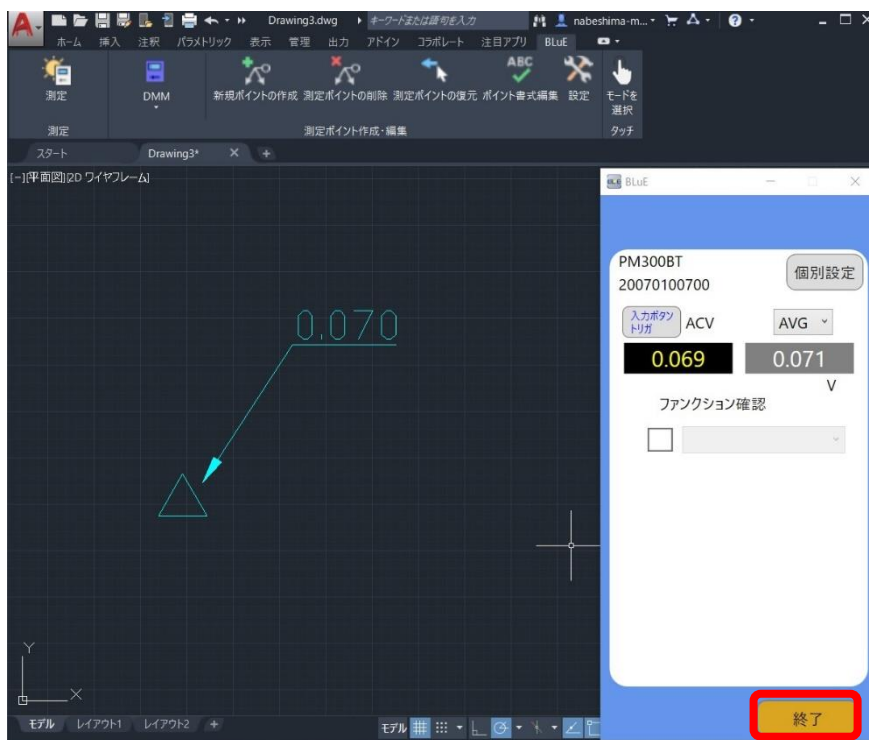 Drawing3.dwg
キーワードまたは語句を入力
nabeshima-m...
ホーム 挿入 注釈 パラメトリック 表示 管理 出力 アドイン コラボレート 注目アプリ BLuE
測定
DMM
新規ポイントの作成
測定ポイントの削除
測定ポイントの復元
ABC
ポイント書式編集
設定
モードを
選択
測定
測定ポイント作成・編集
タッチ
スタート
Drawing3*
[-][平面図][2D ワイヤフレーム]
0.070
Y
X
モデル レイアウト1 レイアウト2 +
モデル
BLuE
PM300BT
20070100700
個別設定
入力ボタン
トリガ
ACV
AVG
0.069
0.071
V
ファンクション確認
終了